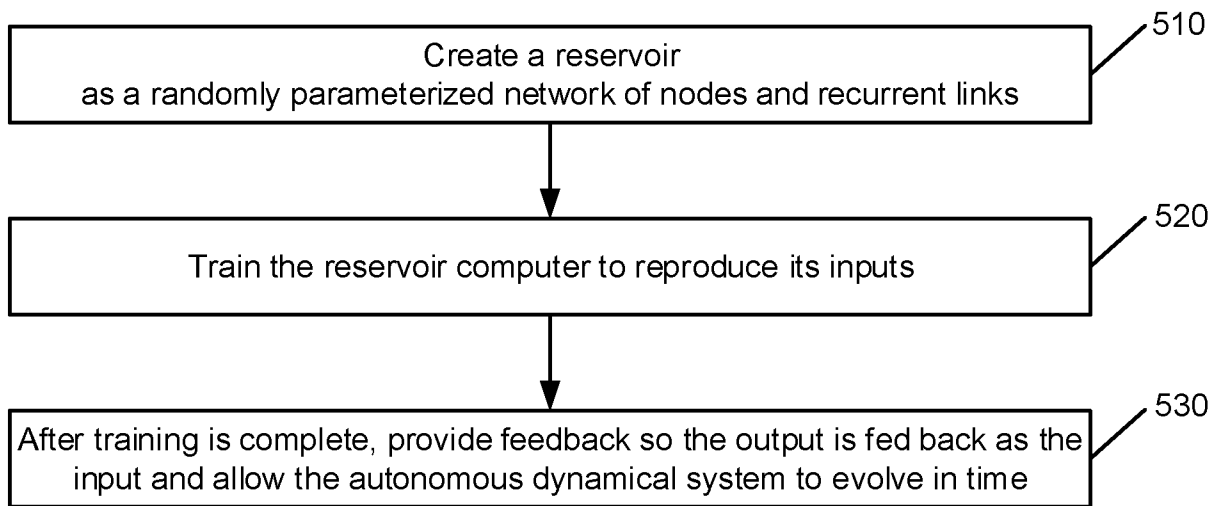 510
Create a reservoir
as a randomly parameterized network of nodes and recurrent links
520
Train the reservoir computer to reproduce its inputs
530
After training is complete, provide feedback so the output is fed back as the
input and allow the autonomous dynamical system to evolve in time